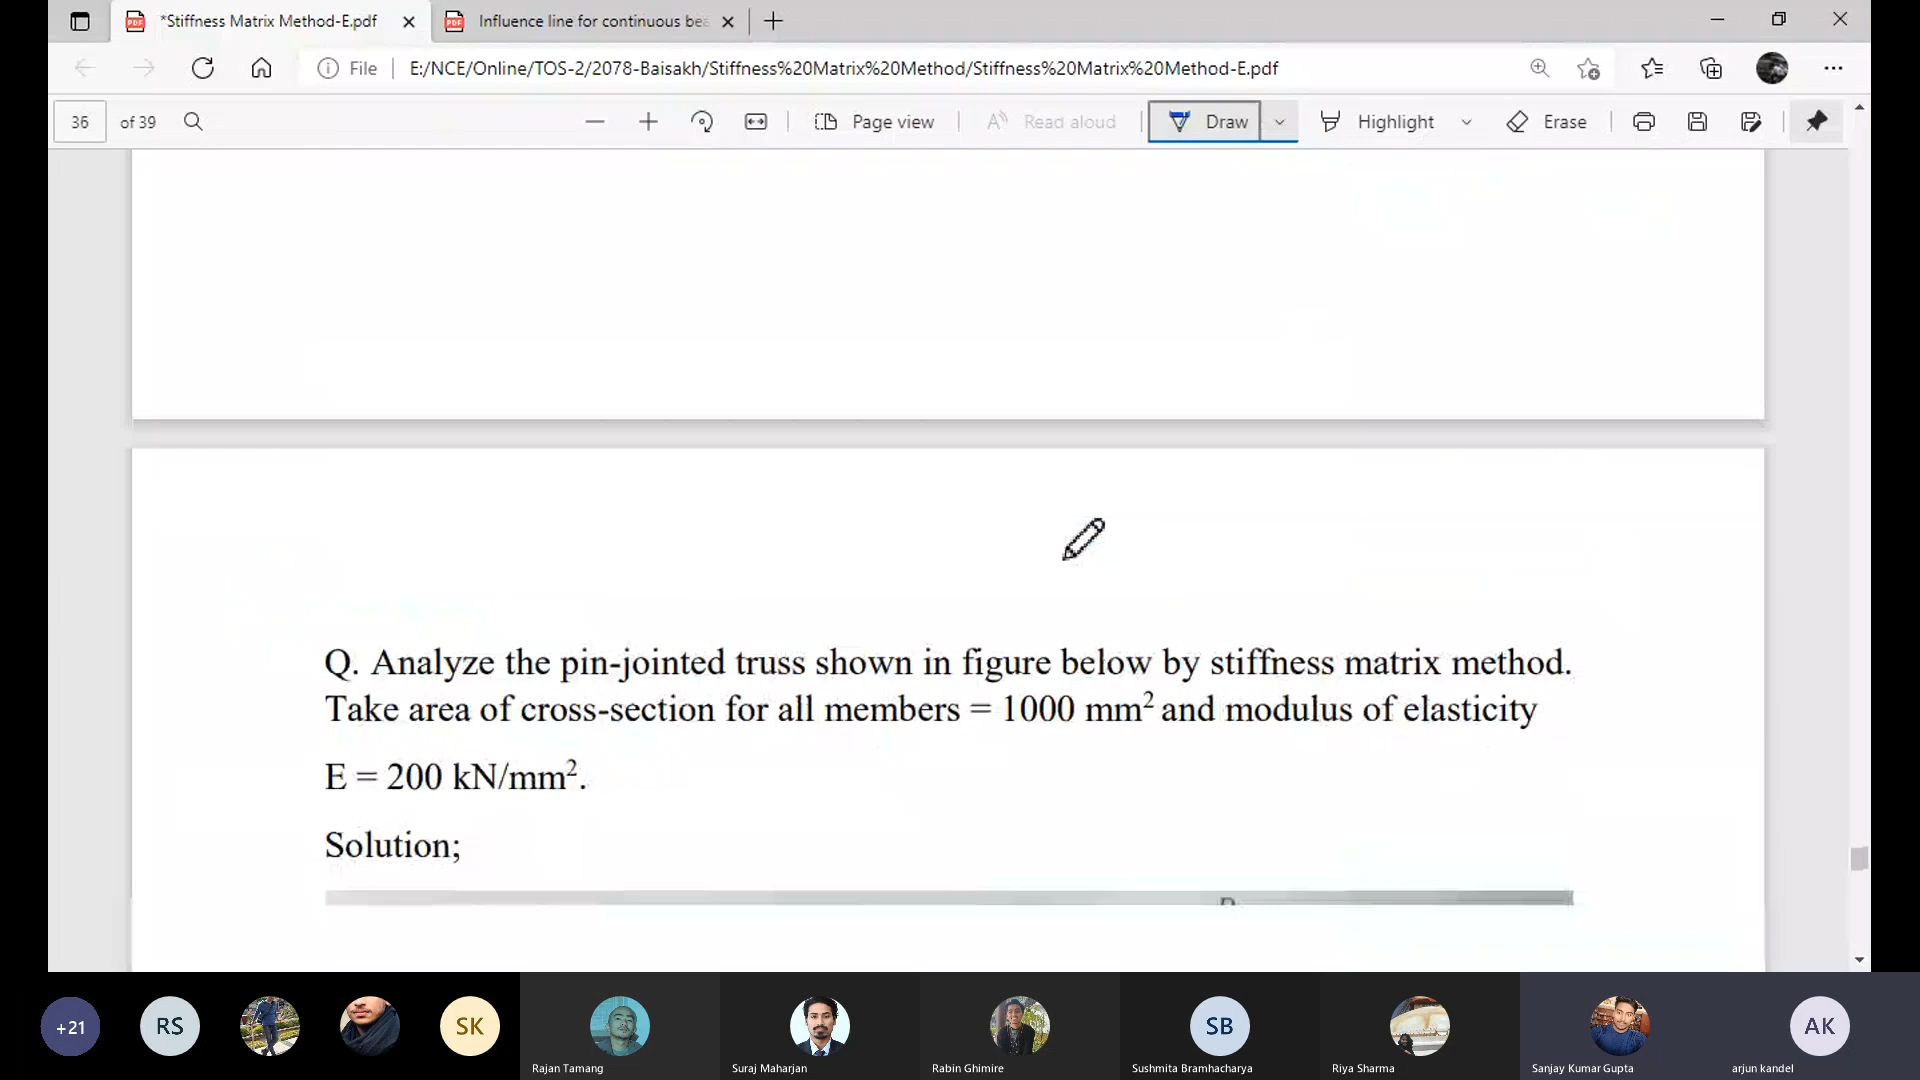 *Stiffness Matrix Method-E.pdf
Influence line for continuous bea
File
E:/NCE/Online/TOS-2/2078-Baisakh/Stiffness%20Matrix%20Method/Stiffness%20Matrix%20Method-E.pdf
36 of 39
Page view
Read aloud
Draw
Highlight
Erase
Q. Analyze the pin-jointed truss shown in figure below by stiffness matrix method.
Take area of cross-section for all members = 1000 mm² and modulus of elasticity
E = 200 kN/mm².
Solution;
+21
RS
SK
SB
AK
Rajan Tamang
Suraj Maharjan
Rabin Ghimire
Sushmita Bramhacharya
Riya Sharma
Sanjay Kumar Gupta
arjun kandel